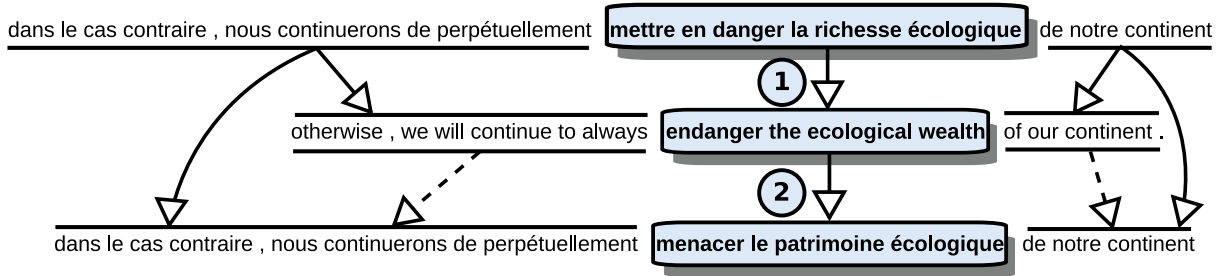 dans le cas contraire , nous continuerons de perpétuellement mettre en danger la richesse écologique de notre continent
1
otherwise , we will continue to always endanger the ecological wealth of our continent .
2
dans le cas contraire , nous continuerons de perpétuellement menacer le patrimoine écologique de notre continent